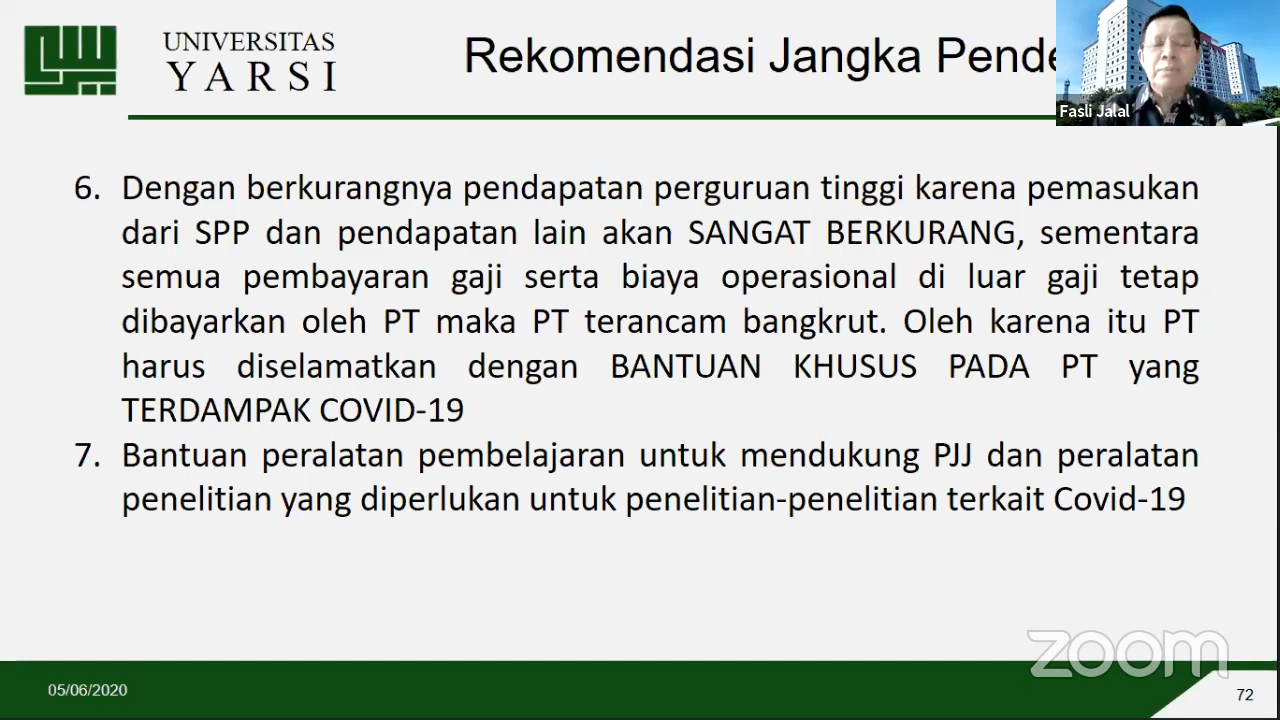 UNIVERSITAS
YARSI
Rekomendasi Jangka Pende
Fasli Jalal
6. Dengan berkurangnya pendapatan perguruan tinggi karena pemasukan
dari SPP dan pendapatan lain akan SANGAT BERKURANG, sementara
semua pembayaran gaji serta biaya operasional di luar gaji tetap
dibayarkan oleh PT maka PT terancam bangkrut. Oleh karena itu PT
harus diselamatkan dengan BANTUAN KHUSUS PADA PT yang
TERDAMPAK COVID-19
7. Bantuan peralatan pembelajaran untuk mendukung PJJ dan peralatan
penelitian yang diperlukan untuk penelitian-penelitian terkait Covid-19
zoom
05/06/2020
72